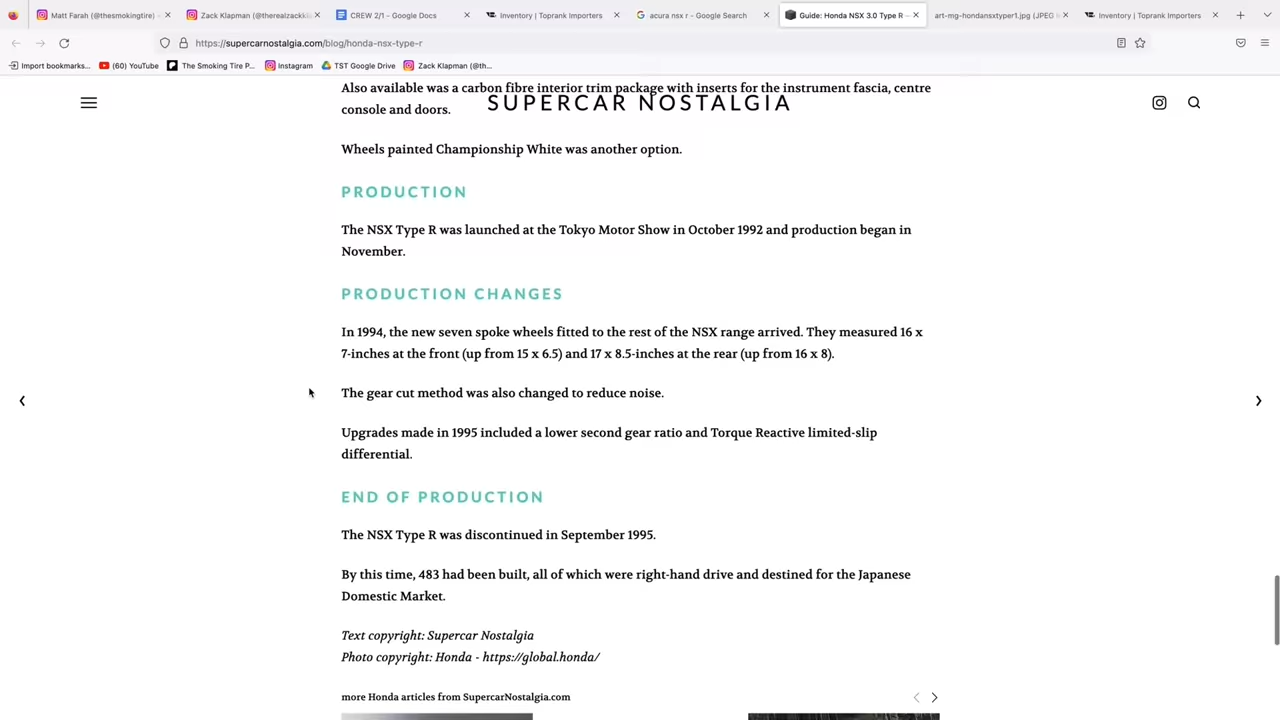 Matt Farah (@thesmokingtire) •
Zack Klapman (@therealzackkl
CREW 2/1 - Google Docs
Inventory | Toprank Importers
acura nsx r - Google Search
Guide: Honda NSX 3.0 Type R —
art-mg-hondansxtyper1.jpg (JPEG I
Inventory | Toprank Importers
https://supercarnostalgia.com/blog/honda-nsx-type-r
Import bookmarks... (60) YouTube The Smoking Tire P... Instagram TST Google Drive Zack Klapman (@th...
Also available was a carbon fibre interior trim package with inserts for the instrument fascia, centre
SUPERCAR NOSTALGIA
console and doors.
Wheels painted Championship White was another option.
PRODUCTION
The NSX Type R was launched at the Tokyo Motor Show in October 1992 and production began in
November.
PRODUCTION CHANGES
In 1994, the new seven spoke wheels fitted to the rest of the NSX range arrived. They measured 16 x
7-inches at the front (up from 15 x 6.5) and 17 x 8.5-inches at the rear (up from 16 x 8).
The gear cut method was also changed to reduce noise.
Upgrades made in 1995 included a lower second gear ratio and Torque Reactive limited-slip
differential.
END OF PRODUCTION
The NSX Type R was discontinued in September 1995.
By this time, 483 had been built, all of which were right-hand drive and destined for the Japanese
Domestic Market.
Text copyright: Supercar Nostalgia
Photo copyright: Honda - https://global.honda/
more Honda articles from SupercarNostalgia.com